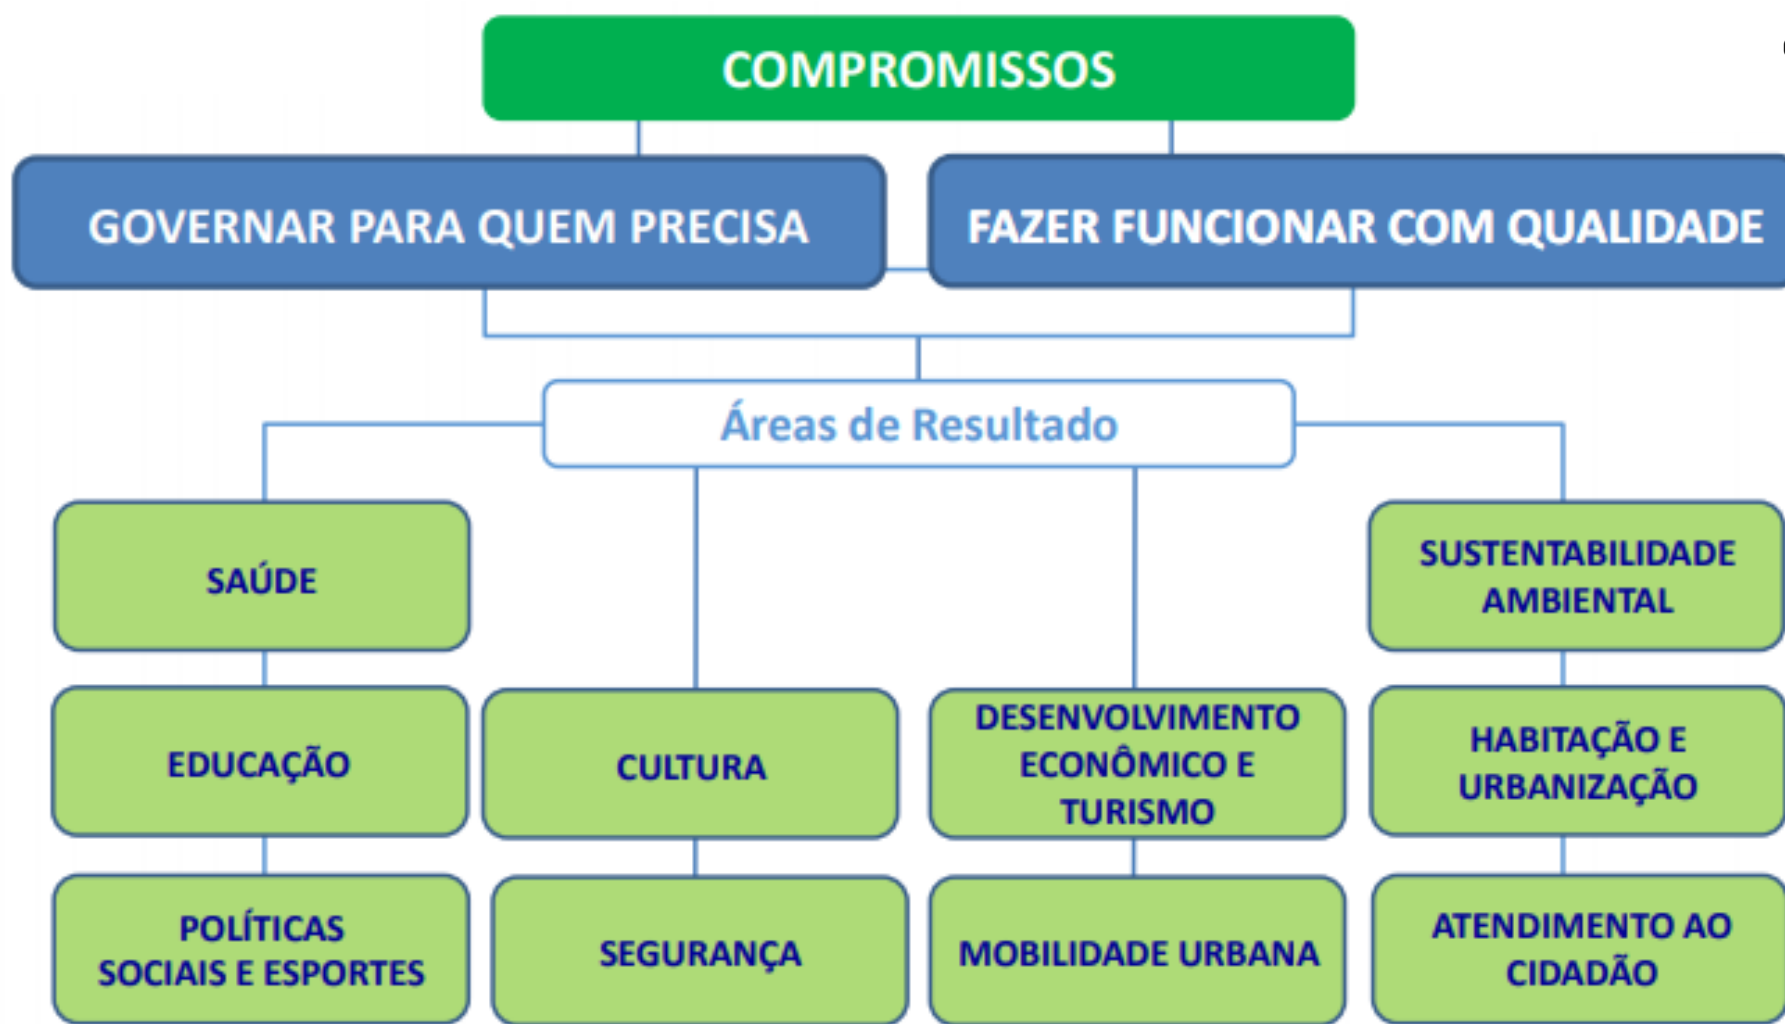 COMPROMISSOS
GOVERNAR PARA QUEM PRECISA
FAZER FUNCIONAR COM QUALIDADE
Áreas de Resultado
SAÚDE
SUSTENTABILIDADE
AMBIENTAL
EDUCAÇÃO
CULTURA
DESENVOLVIMENTO
ECONÔMICO E
TURISMO
HABITAÇÃO E
URBANIZAÇÃO
POLÍTICAS
SOCIAIS E ESPORTES
SEGURANÇA
MOBILIDADE URBANA
ATENDIMENTO AO
CIDADÃO